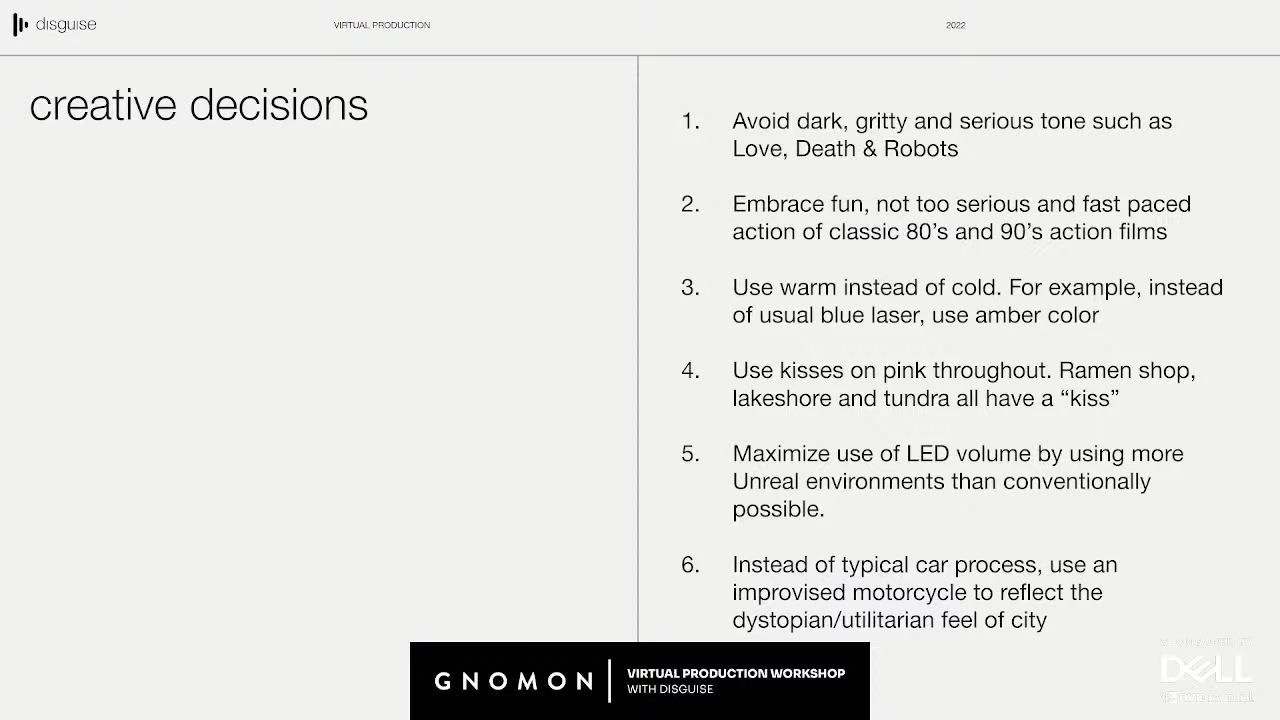 disguise
VIRTUAL PRODUCTION
2022
creative decisions
1. Avoid dark, gritty and serious tone such as
Love, Death & Robots
2. Embrace fun, not too serious and fast paced
action of classic 80’s and 90’s action films
3. Use warm instead of cold. For example, instead
of usual blue laser, use amber color
4. Use kisses on pink throughout. Ramen shop,
lakeshore and tundra all have a “kiss”
5. Maximize use of LED volume by using more
Unreal environments than conventionally
possible.
6. Instead of typical car process, use an
improvised motorcycle to reflect the
dystopian/utilitarian feel of city
GNOMON
VIRTUAL PRODUCTION WORKSHOP
WITH DISGUISE
DELL